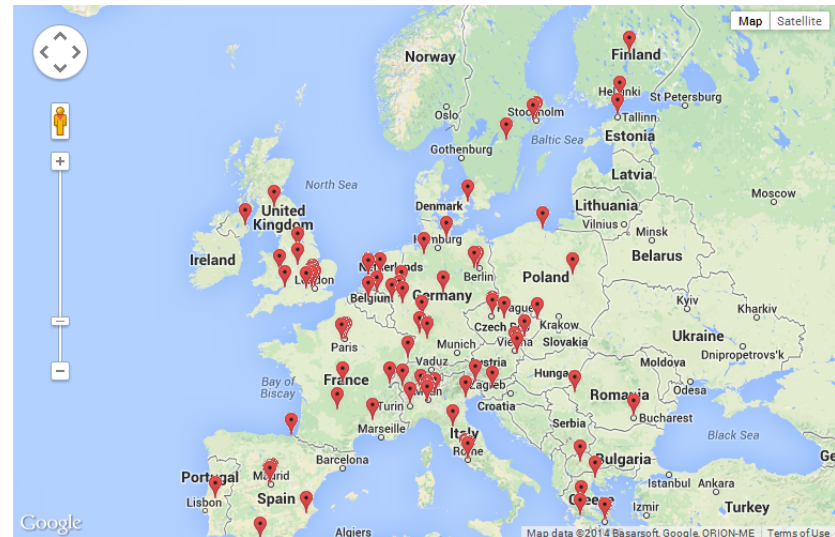 Map Satellite
Norway
Finland
Helsinki
St Petersburg
Oslo
Stockholm
Tallinn
Estonia
Baltic Sea
Gothenburg
Latvia
Moscow
North Sea
Denmark
Lithuania
Vilnius
Minsk
United
Kingdom
Hamburg
Belarus
Ireland
Netherlands
Berlin
Poland
London
Belgium
Germany
Prague
Kyiv
Kharkiv
Czech Rep
Krakow
Ukraine
Paris
Munich
Vienna
Slovakia
Dnipropetrovs'k
Vaduz
Austria
Moldova
France
Hungary
Bay of
Biscay
Milan
Zagreb
Odesa
Turin
Croatia
Romania
Bucharest
Marseille
Serbia
Italy
Black Sea
Barcelona
Rome
Bulgaria
Portugal
Madrid
Istanbul
Ankara
Lisbon
Spain
Greece
Izmir
Turkey
Google
Algiers
Map data ©2014 Basarsoft, Google, ORION-ME Terms of Use